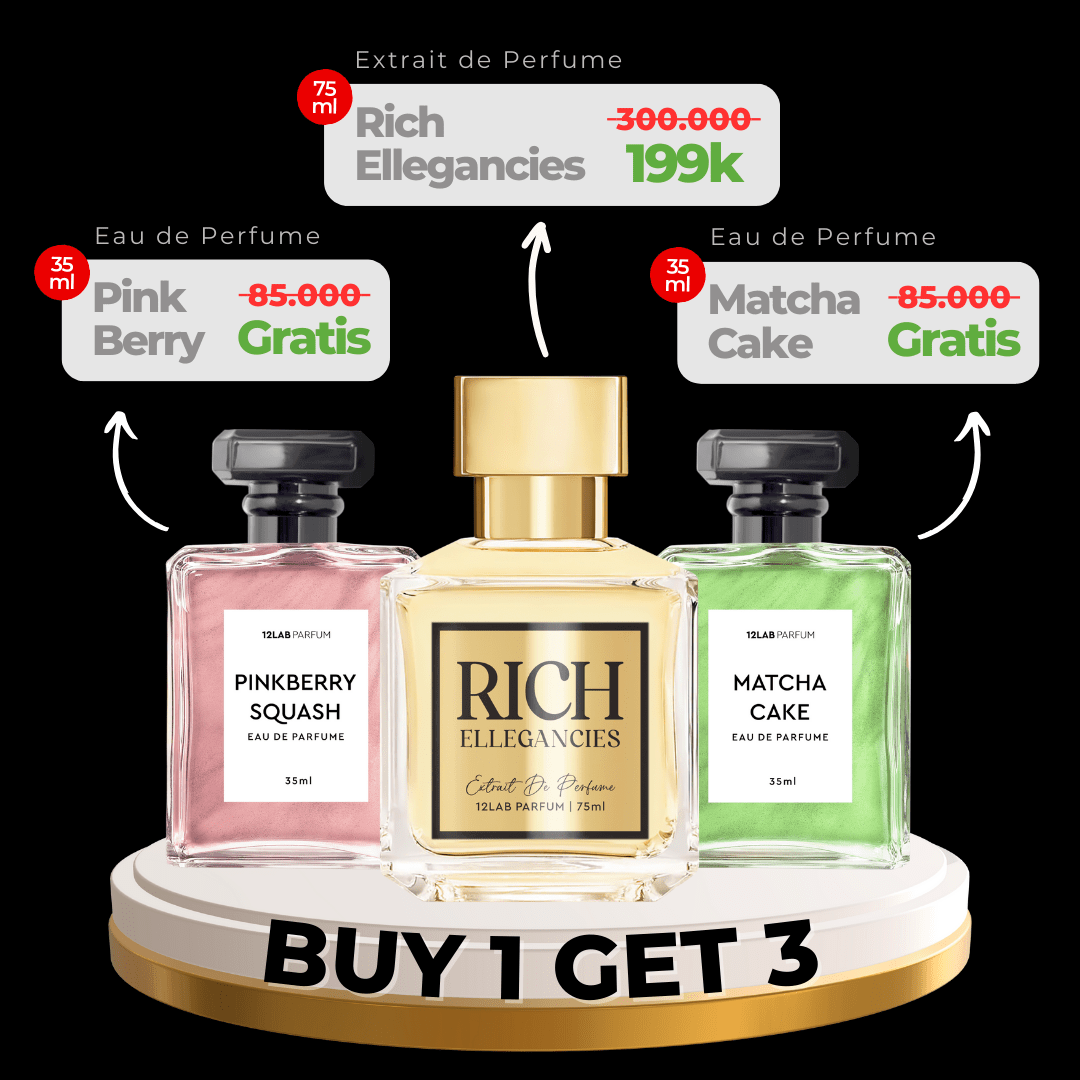 Extrait de Perfume
75
ml
Rich
Ellegancies
300.000
199k
Eau de Perfume
35
ml
Pink
Berry
85.000
Gratis
Eau de Perfume
35
ml
Matcha
Cake
85.000
Gratis
12LAB PARFUM
PINKBERRY
SQUASH
EAU DE PARFUME
35ml
RICH
ELLEGANCIES
Extrait De Perfume
12LAB PARFUM | 75ml
12LAB PARFUM
MATCHA
CAKE
EAU DE PARFUME
35ml
BUY 1 GET 3